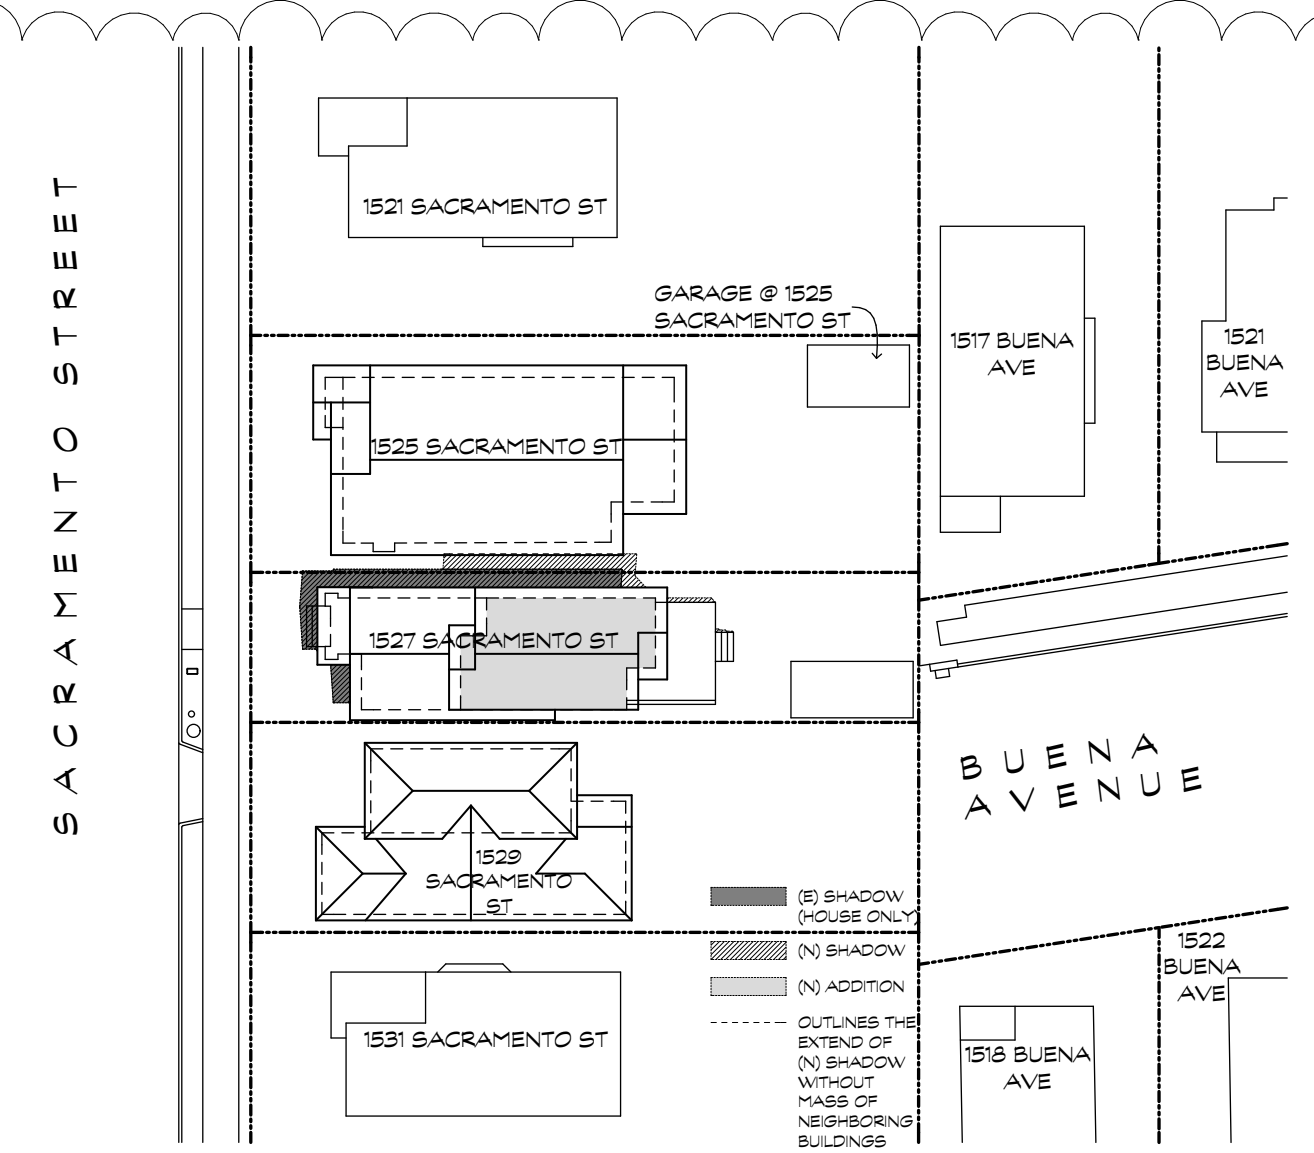 SACRAMENTO STREET
1521 SACRAMENTO ST
GARAGE @ 1525
SACRAMENTO ST
1517 BUENA
AVE
1521
BUENA
AVE
1525 SACRAMENTO ST
1527 SACRAMENTO ST
BUENA
AVENUE
1529
SACRAMENTO
ST
(E) SHADOW
(HOUSE ONLY)
(N) SHADOW
(N) ADDITION
OUTLINES THE
EXTEND OF
(N) SHADOW
WITHOUT
MASS OF
NEIGHBORING
BUILDINGS
1522
BUENA
AVE
1531 SACRAMENTO ST
1518 BUENA
AVE